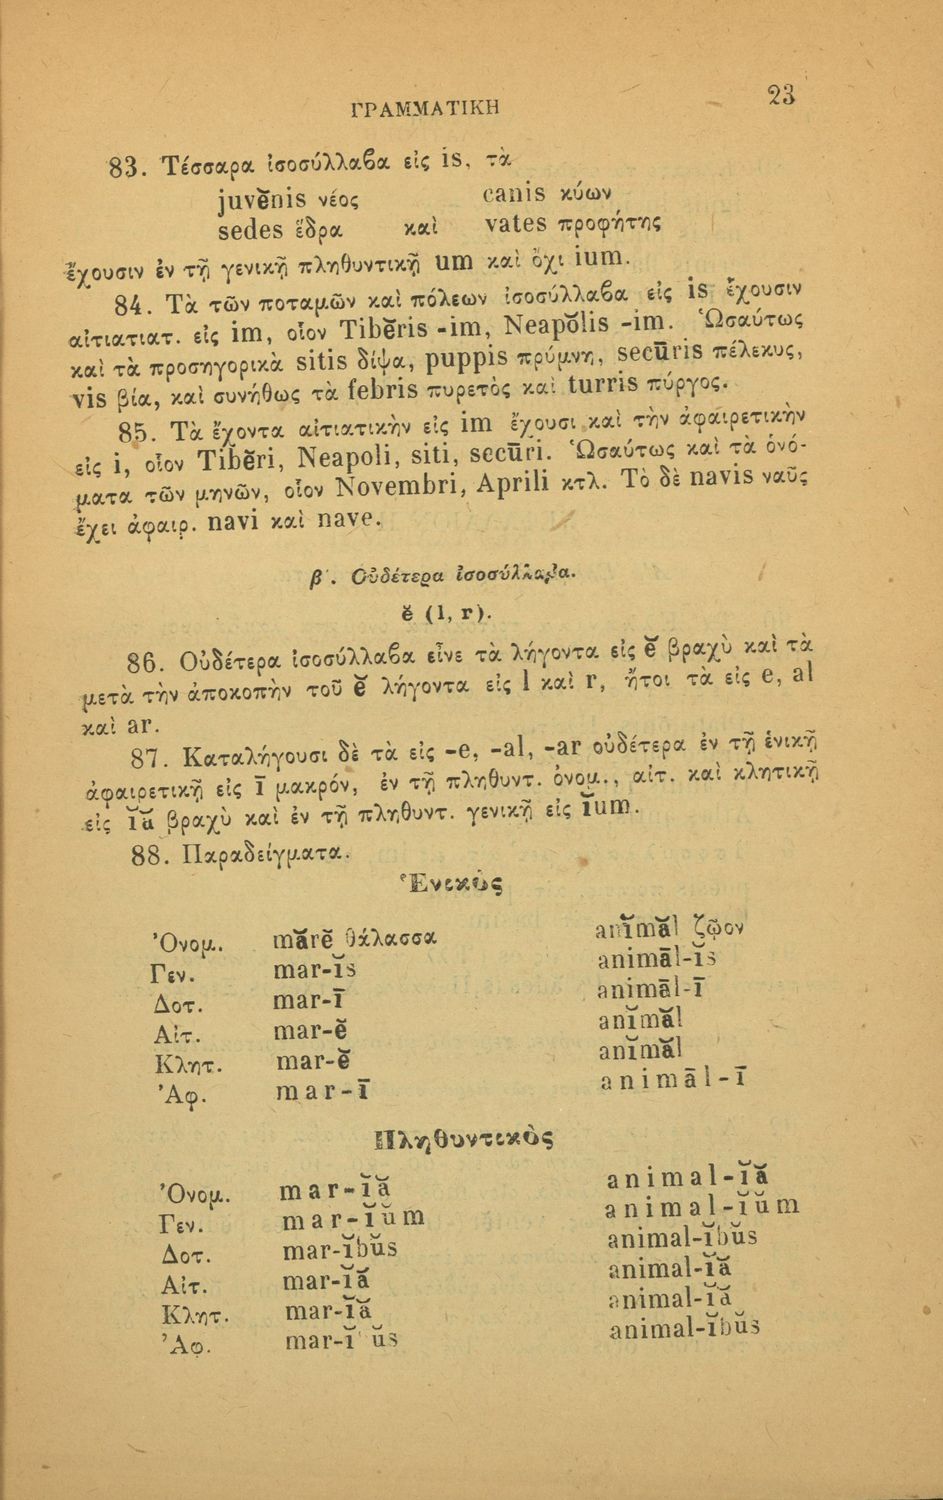 ΓΡΑΜΜΑΤΙΚΗ 23
83. Τέσσαρα ἰσοσύλλαβα εἰς is, τὰ
juvĕnis νέος canis κύων
sedes ἕδρα καὶ vates προφήτης
ἔχουσιν ἐν τῇ γενικῇ πληθυντικῇ um καὶ ὄχι ium.
84. Τὰ τῶν ποταμῶν καὶ πόλεων ἰσοσύλλαβα εἰς is ἔχουσιν
αἰτιατιατ. εἰς im, οἷον Tibĕris -im, Neapŏlis -im. Ὡσαύτως
καὶ τὰ προσηγορικὰ sitis δίψα, puppis πρύμνη, secūris πέλεκυς,
vis βία, καὶ συνήθως τὰ febris πυρετὸς καὶ turris πύργος.
85. Τὰ ἔχοντα αἰτιατικὴν εἰς im ἔχουσι καὶ τὴν ἀφαιρετικὴν
εἰς i, οἷον Tibĕri, Neapoli, siti, secūri. Ὡσαύτως καὶ τὰ ὀνό-
ματα τῶν μηνῶν, οἷον Novembri, Aprili κτλ. Τὸ δὲ navis ναῦς
ἔχει ἀφαιρ. navi καὶ nave.
β΄. Οὐδέτερα ἰσοσύλλαβα.
ĕ (l, r).
86. Οὐδέτερα ἰσοσύλλαβα εἶνε τὰ λήγοντα εἰς ĕ βραχὺ καὶ τὰ
μετὰ τὴν ἀποκοπὴν τοῦ ĕ λήγοντα εἰς l καὶ r, ἤτοι τὰ εἰς e, al
καὶ ar.
87. Καταλήγουσι δὲ τὰ εἰς -e, -al, -ar οὐδέτερα ἐν τῇ ἑνικῇ
ἀφαιρετικῇ εἰς ī μακρόν, ἐν τῇ πληθυντ. ὀνομ., αἰτ. καὶ κλητικῇ
εἰς ĭă βραχὺ καὶ ἐν τῇ πληθυντ. γενικῇ εἰς ĭum.
88. Παραδείγματα.
Ἑνικὸς
Ὀνομ. mărĕ θάλασσα anĭmăl ζῷον
Γεν. mar-ĭs animāl-ĭs
Δοτ. mar-ī animāl-ī
Αἰτ. mar-ĕ anĭmăl
Κλητ. mar-ĕ anĭmăl
Ἀφ. mar-ī animāl-ī
Πληθυντικὸς
Ὀνομ. mar-ĭă animal-ĭă
Γεν. mar-ĭŭm animal-ĭŭm
Δοτ. mar-ĭbŭs animal-ĭbŭs
Αἰτ. mar-ĭă animal-ĭă
Κλητ. mar-ĭă animal-ĭă
Ἀφ. mar-ĭ ŭs animal-ĭbŭs